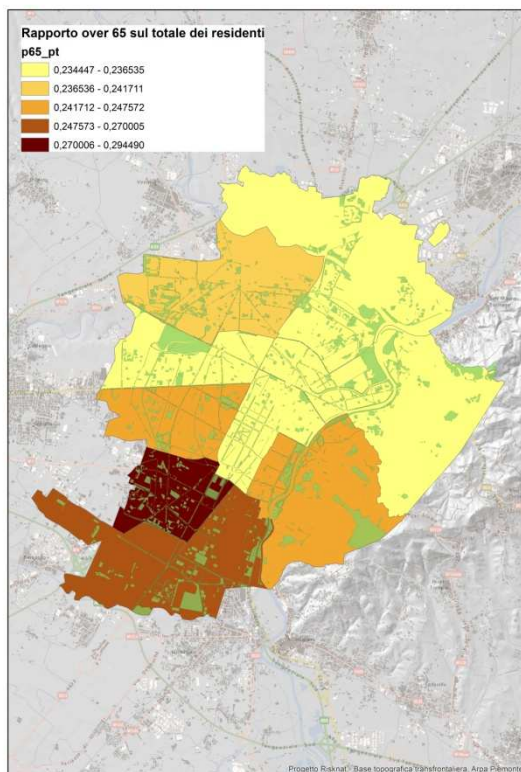 Rapporto over 65 sul totale dei residenti
p65_pt
0,234447 - 0,236535
0,236536 - 0,241711
0,241712 - 0,247572
0,247573 - 0,270005
0,270006 - 0,294490
Progetto Risknat - Base topografica transfrontaliera. Arpa Piemonte